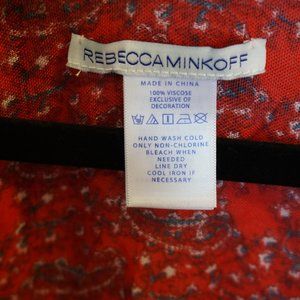 REBECCAMINKOFF
MADE IN CHINA
100% VISCOSE
EXCLUSIVE OF
DECORATION
HAND WASH COLD
ONLY NON-CHLORINE
BLEACH WHEN
NEEDED
LINE DRY
COOL IRON IF
NECESSARY